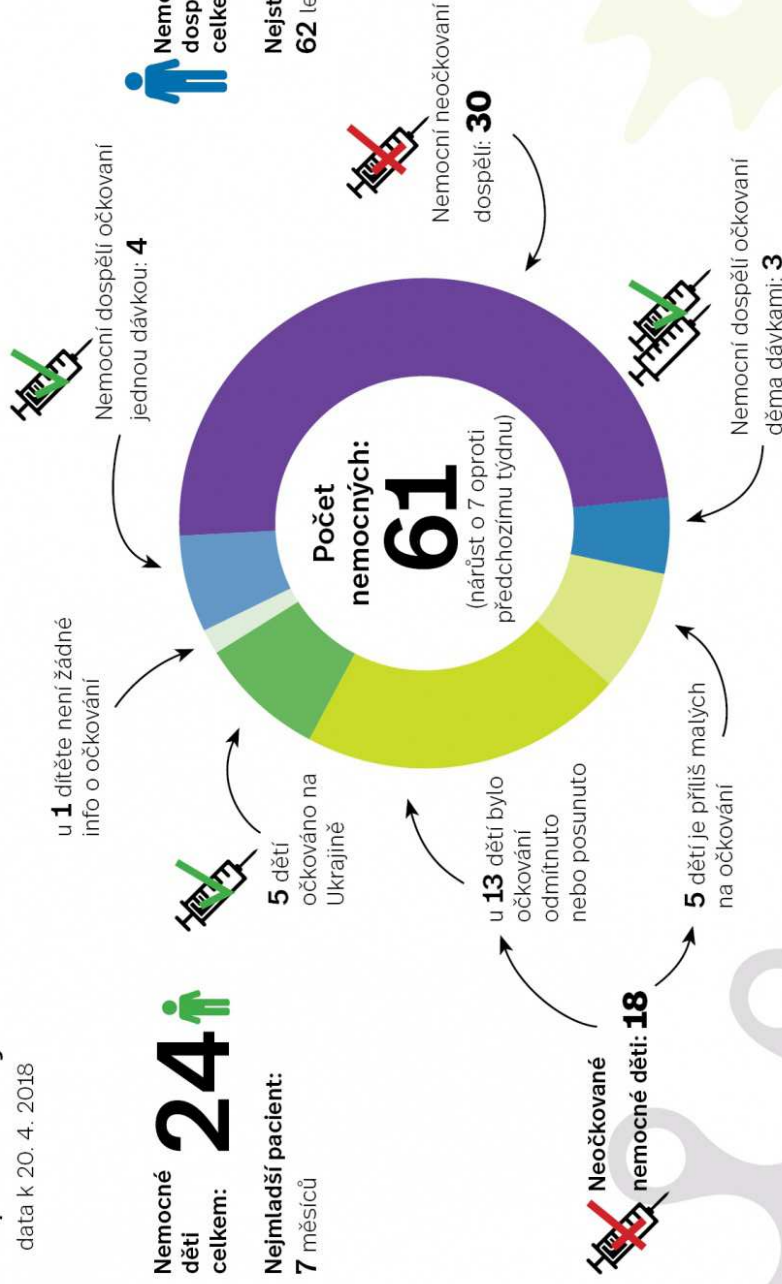 data k 20. 4. 2018
Nemocné
děti
celkem:
24
Nejmladší pacient:
7 měsíců
u 1 dítěte není žádné
info o očkování
5 dětí
očkováno na
Ukrajině
u 13 dětí bylo
očkování
odmítnuto
nebo posunuto
Neočkované
nemocné děti: 18
5 dětí je příliš malých
na očkování
Počet
nemocných:
61
(nárůst o 7 oproti
předchozímu týdnu)
Nemocní dospělí očkovaní
jednou dávkou: 4
Nemocní neočkovaní
dospělí: 30
Nemocní dospělí očkovaní
děma dávkami: 3
62